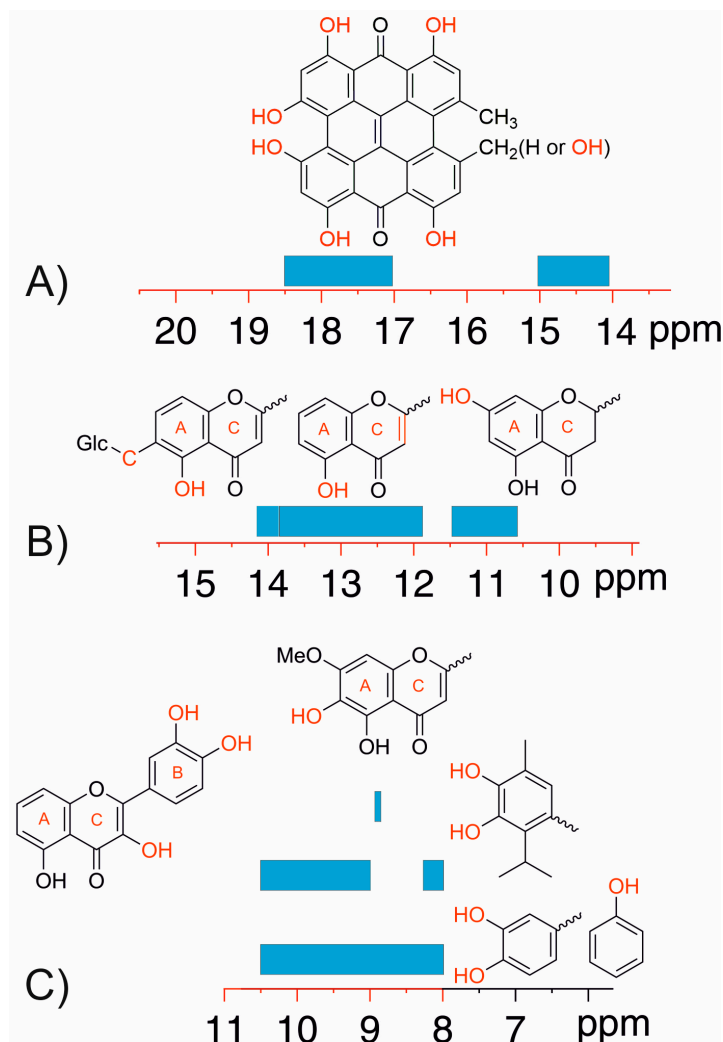 OH O OH
HO CH3
HO CH2(H or OH)
OH O OH
A)
20 19 18 17 16 15 14 ppm
O O HO O
A C A C A C
Glc
C
OH O OH O OH O
B)
15 14 13 12 11 10 ppm
MeO O
A C
HO
OH O
OH
OH
B
O
A C
OH
OH O
HO
HO
OH
HO
HO
C)
11 10 9 8 7 ppm